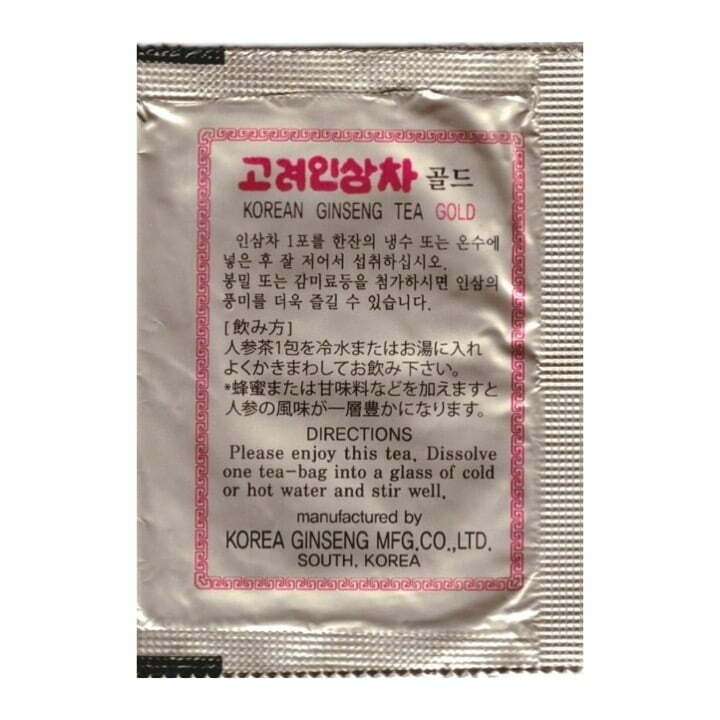 고려인삼차 골드
KOREAN GINSENG TEA GOLD
인삼차 1포를 한잔의 냉수 또는 온수에
넣은 후 잘 저어서 섭취하십시오.
봉밀 또는 감미료등을 첨가하시면 인삼의
풍미를 더욱 즐길 수 있습니다.
[飲み方]
人参茶1包を冷水またはお湯に入れ
よくかきまわしてお飲み下さい。
*蜂蜜または甘味料などを加えますと
人参の風味が一層豊かになります。
DIRECTIONS
Please enjoy this tea. Dissolve
one tea-bag into a glass of cold
or hot water and stir well.
manufactured by
KOREA GINSENG MFG.CO.,LTD.
SOUTH, KOREA